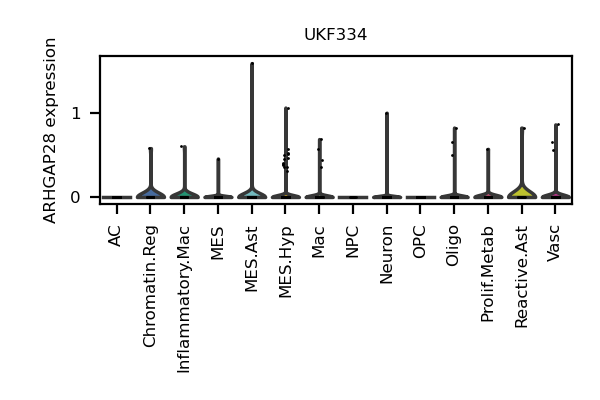 UKF334
ARHGAP28 expression
1
0
AC
Chromatin.Reg
Inflammatory.Mac
MES
MES.Ast
MES.Hyp
Mac
NPC
Neuron
OPC
Oligo
Prolif.Metab
Reactive.Ast
Vasc